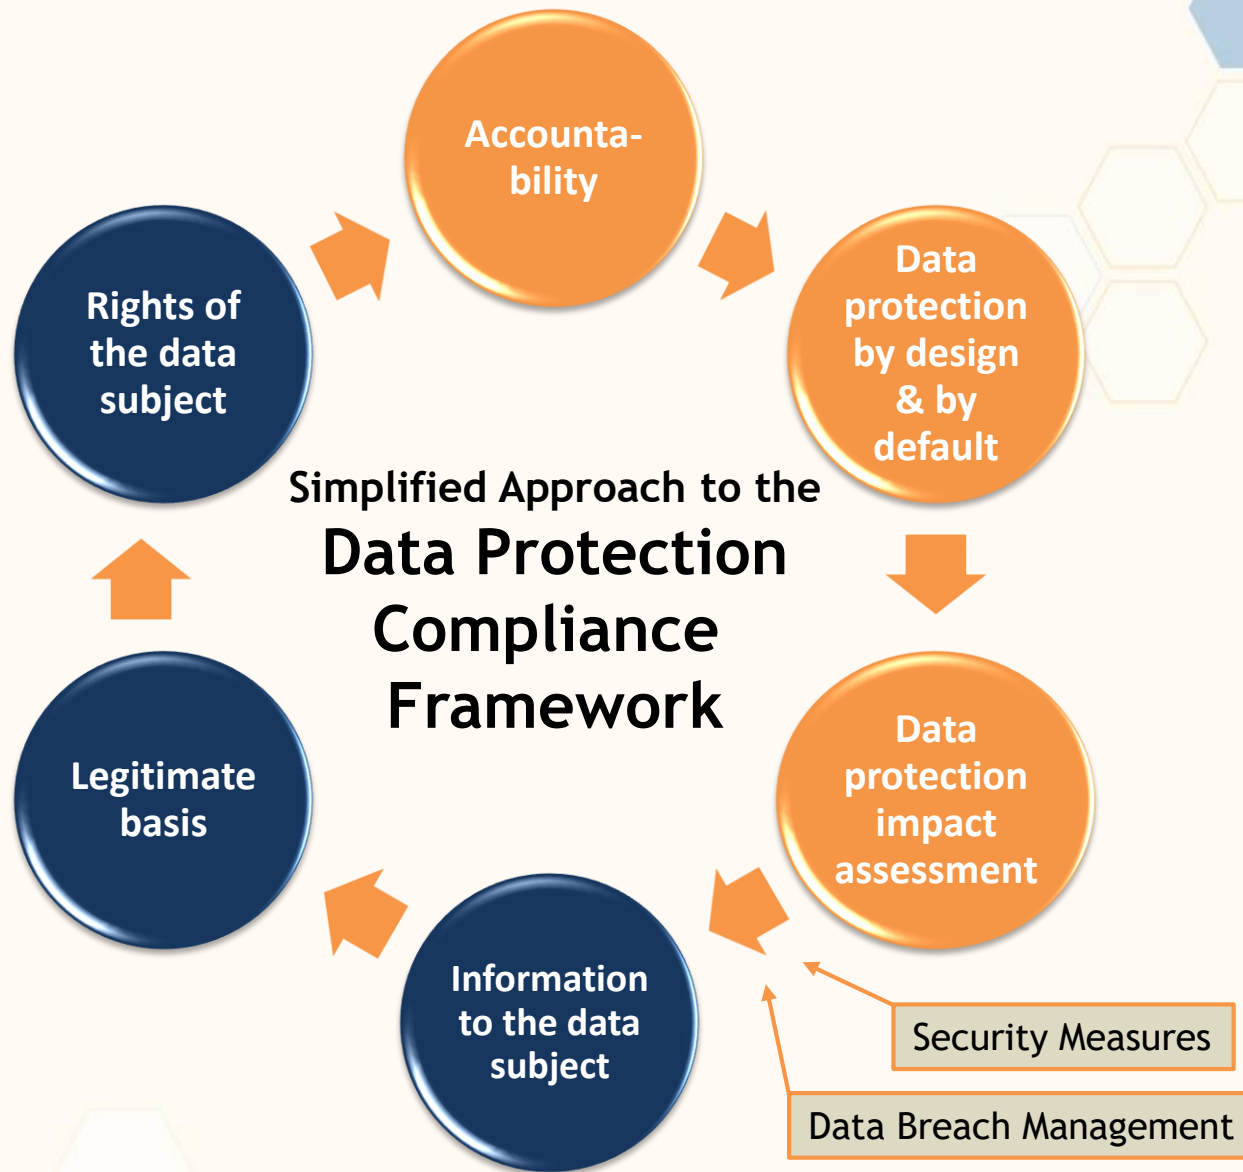 Accounta-
bility
Data
protection
by design
& by
default
Data
protection
impact
assessment
Security Measures
Data Breach Management
Information
to the data
subject
Legitimate
basis
Rights of
the data
subject
Simplified Approach to the
Data Protection
Compliance
Framework